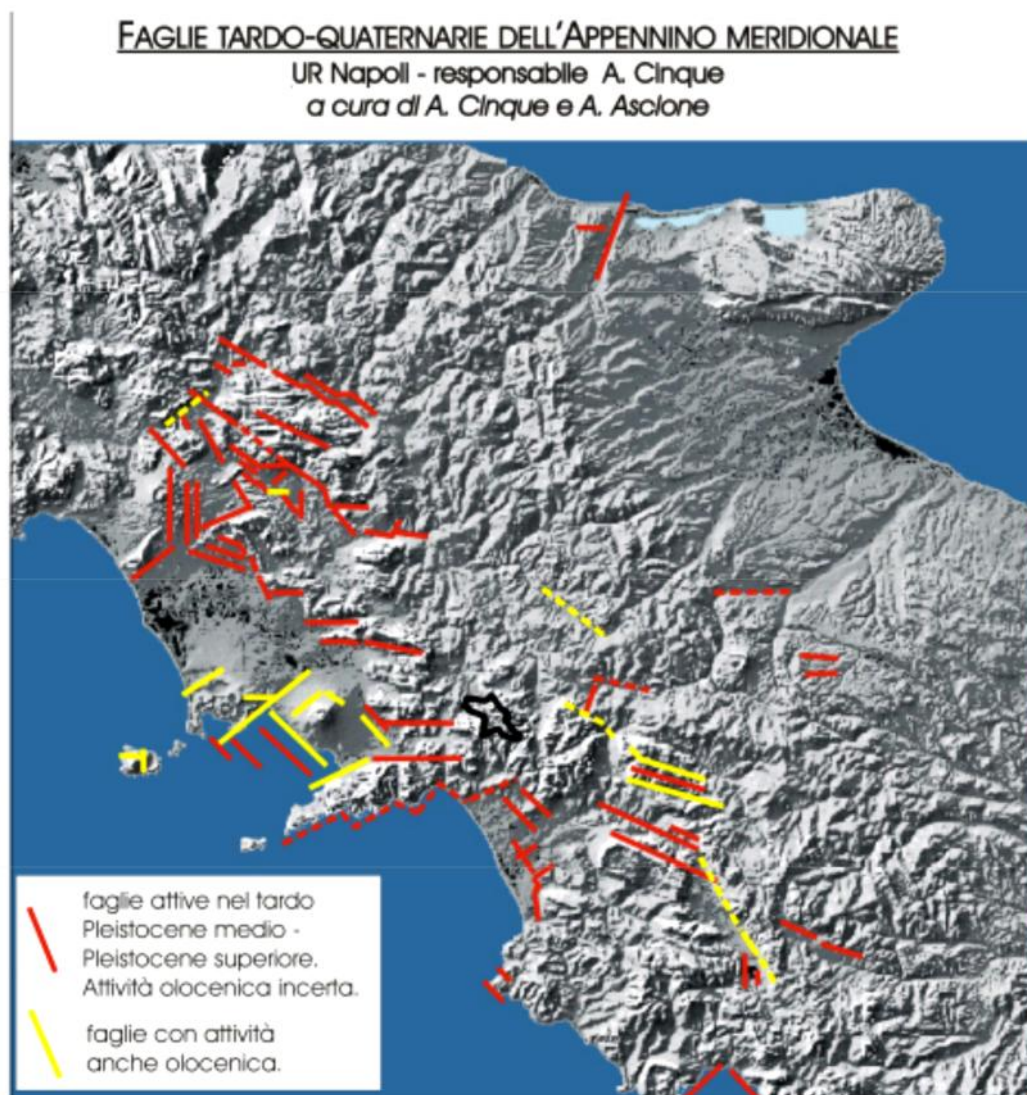 FAGLIE TARDO-QUATERNARIE DELL'APPENNINO MERIDIONALE
UR Napoli - responsabile A. Cinque
a cura di A. Cinque e A. Ascione
faglie attive nel tardo
Pleistocene medio -
Pleistocene superiore.
Attività olocenica incerta.
faglie con attività
anche olocenica.